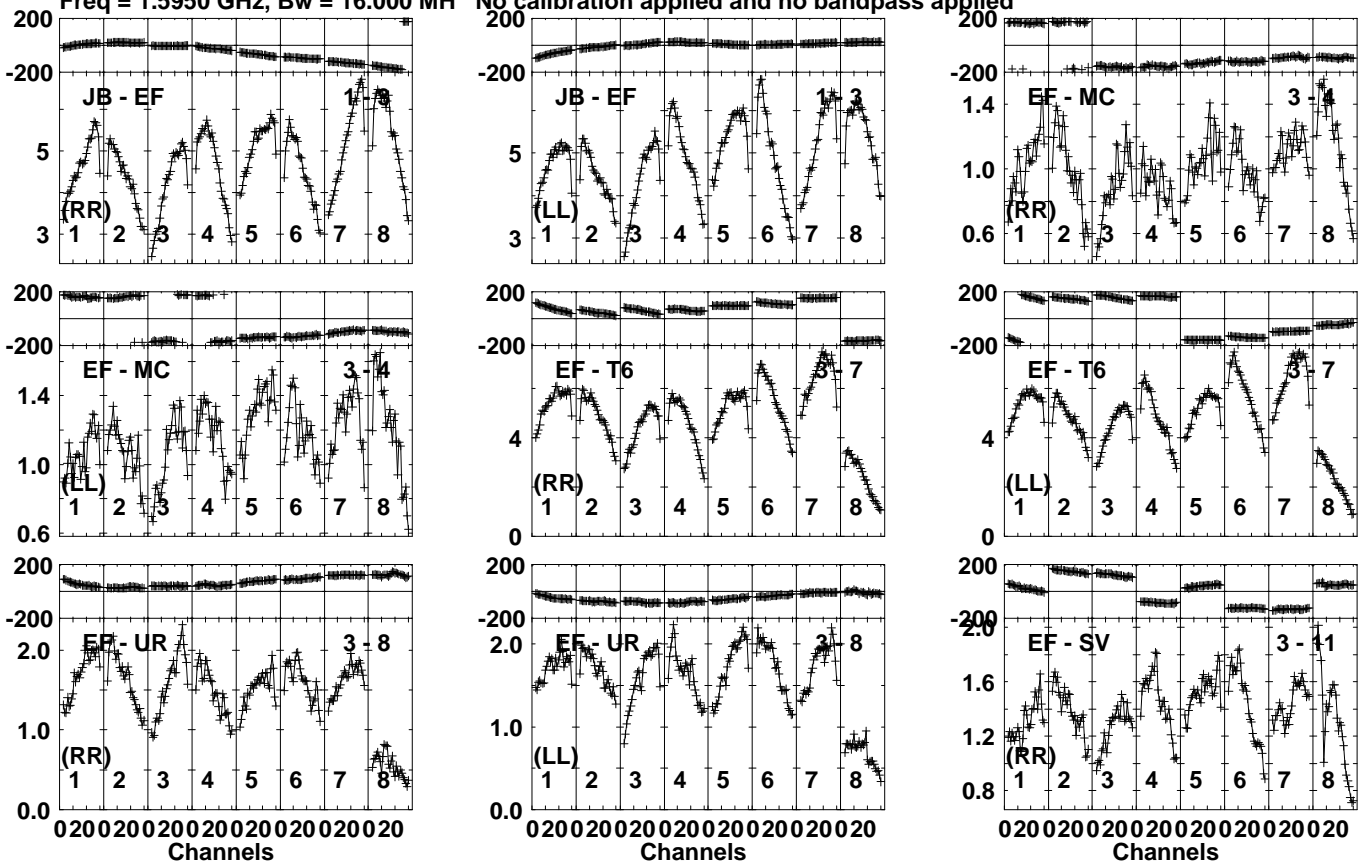 Freq = 1.5950 GHz, Bw = 16.000 MH No calibration applied and no bandpass applied
200
-200
JB - EF 1 - 3
5
3
(RR)
1 2 3 4 5 6 7 8
200
-200
JB - EF 1 - 3
5
3
(LL)
1 2 3 4 5 6 7 8
200
-200
EF - MC 3 - 4
1.4
1.0
0.6
(RR)
1 2 3 4 5 6 7 8
200
-200
EF - MC 3 - 4
1.4
1.0
0.6
(LL)
1 2 3 4 5 6 7 8
200
-200
EF - T6 3 - 7
4
0
(RR)
1 2 3 4 5 6 7 8
200
-200
EF - T6 3 - 7
4
0
(LL)
1 2 3 4 5 6 7 8
200
-200
EF - UR 3 - 8
2.0
1.0
0.0
(RR)
1 2 3 4 5 6 7 8
0 20 0 20 0 20 0 20 0 20 0 20 0 20 0 20
Channels
200
-200
EF - UR 3 - 8
2.0
1.0
0.0
(LL)
1 2 3 4 5 6 7 8
0 20 0 20 0 20 0 20 0 20 0 20 0 20 0 20
Channels
200
-200
EF - SV 3 - 11
2.0
1.6
1.2
0.8
(RR)
1 2 3 4 5 6 7 8
0 20 0 20 0 20 0 20 0 20 0 20 0 20 0 20
Channels